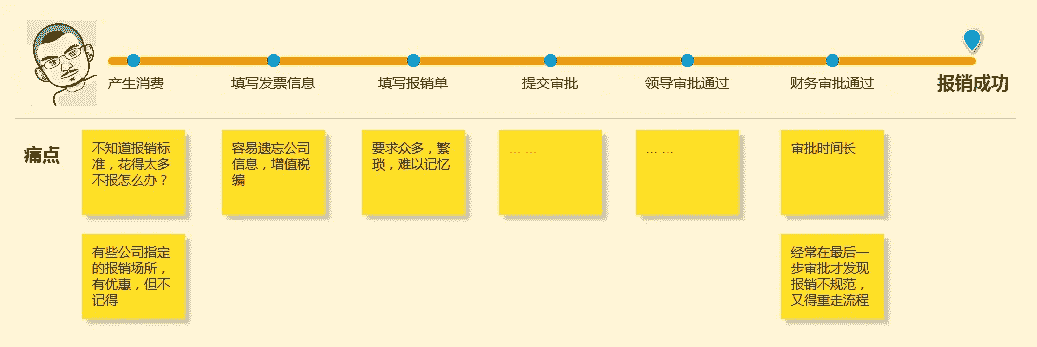 产生消费
填写发票信息
填写报销单
提交审批
领导审批通过
财务审批通过
报销成功
痛点
不知道报销标
准，花得太多
不报怎么办？
容易遗忘公司
信息，增值税
编
要求众多，繁
琐，难以记忆
... ...
... ...
审批时间长
有些公司指定
的报销场所，
有优惠，但不
记得
经常在最后一
步审批才发现
报销不规范，
又得重走流程